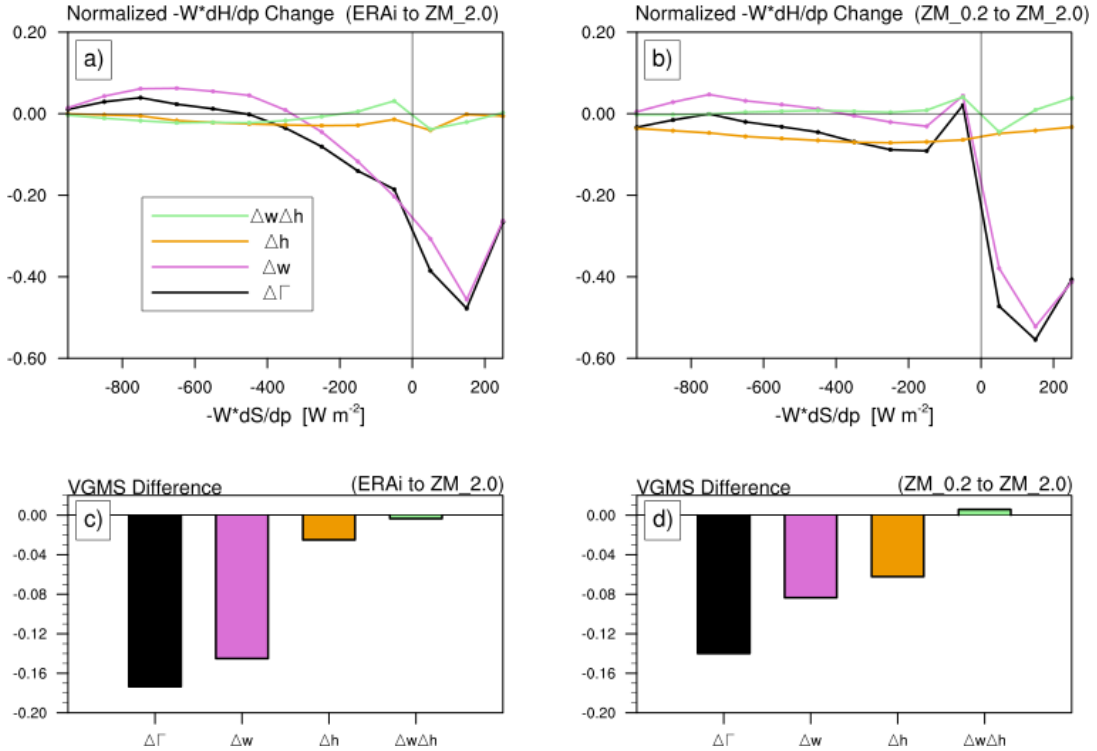 Normalized -W*dH/dp Change (ERAi to ZM_2.0)
a)
0.20
0.00
-0.20
-0.40
-0.60
ΔwΔh
Δh
Δw
ΔΓ
-800 -600 -400 -200 0 200
-W*dS/dp [W m⁻²]
Normalized -W*dH/dp Change (ZM_0.2 to ZM_2.0)
b)
0.20
0.00
-0.20
-0.40
-0.60
-800 -600 -400 -200 0 200
-W*dS/dp [W m⁻²]
VGMS Difference (ERAi to ZM_2.0)
c)
0.00
-0.04
-0.08
-0.12
-0.16
-0.20
ΔΓ Δw Δh ΔwΔh
VGMS Difference (ZM_0.2 to ZM_2.0)
d)
0.00
-0.04
-0.08
-0.12
-0.16
-0.20
ΔΓ Δw Δh ΔwΔh